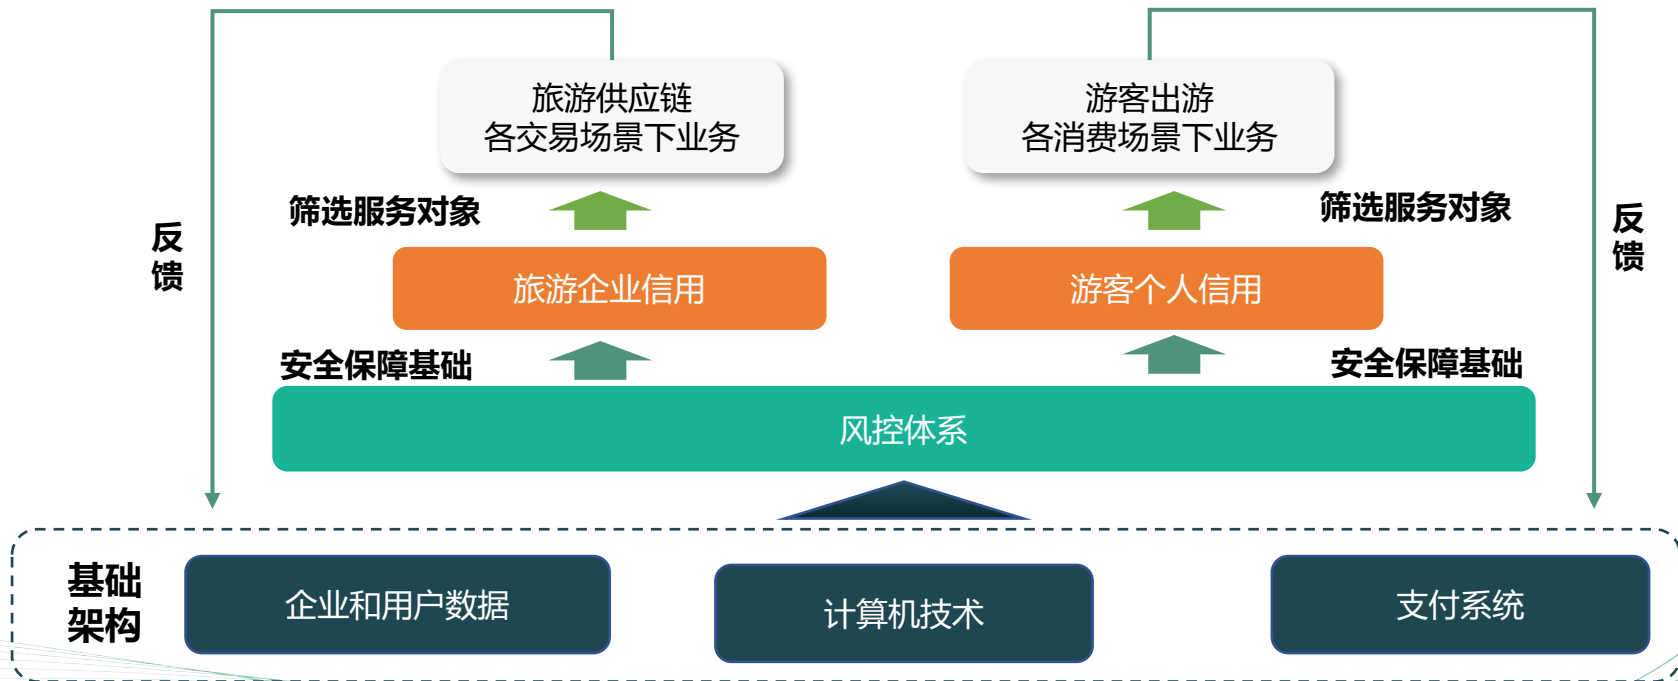 旅游供应链
各交易场景下业务
游客出游
各消费场景下业务
筛选服务对象
筛选服务对象
反
馈
反
馈
旅游企业信用
游客个人信用
安全保障基础
安全保障基础
风控体系
基础
架构
企业和用户数据
计算机技术
支付系统